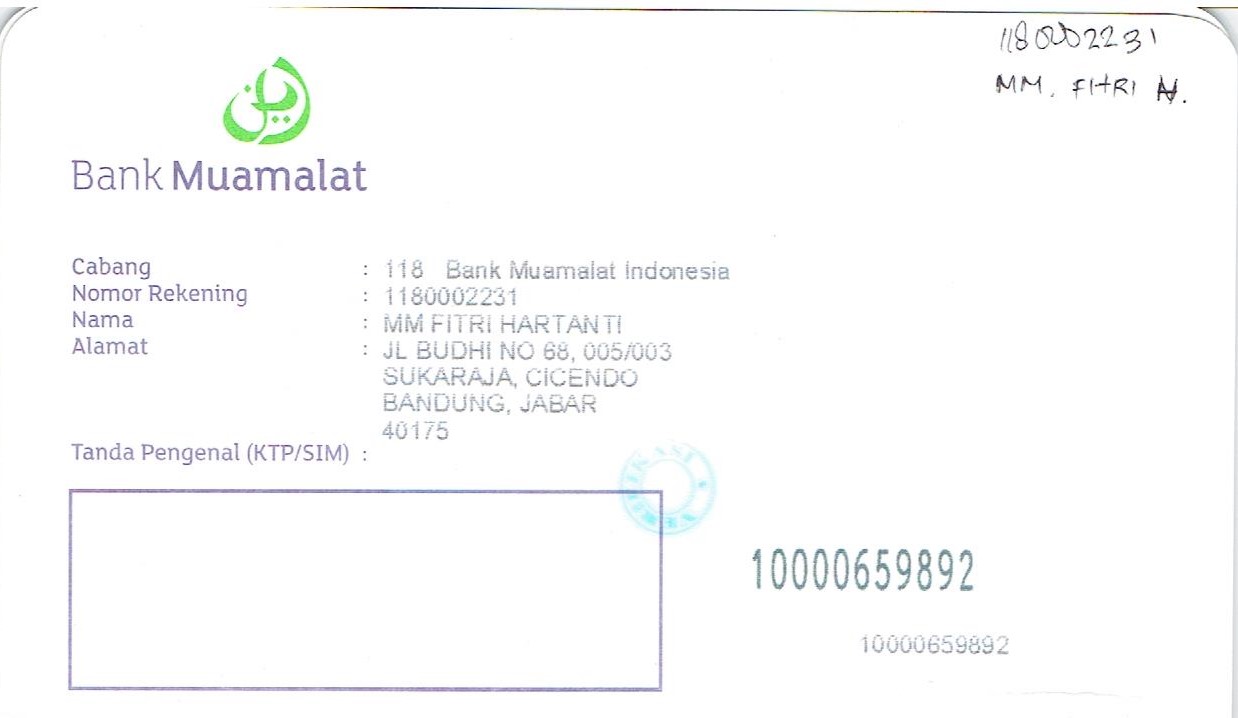 1180002231
MM. FITRI H.
Bank Muamalat
Cabang : 118 Bank Muamalat Indonesia
Nomor Rekening : 1180002231
Nama : MM FITRI HARTANTI
Alamat : JL BUDHI NO 68, 005/003
SUKARAJA, CICENDO
BANDUNG, JABAR
40175
Tanda Pengenal (KTP/SIM) :
10000659892
10000659892